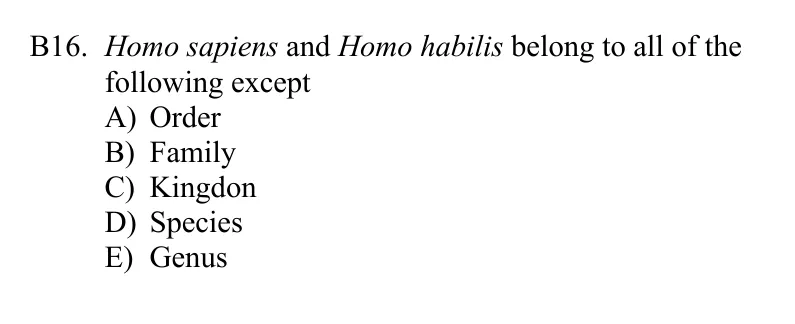 B16. Homo sapiens and Homo habilis belong to all of the
following except
A) Order
B) Family
C) Kingdon
D) Species
E) Genus